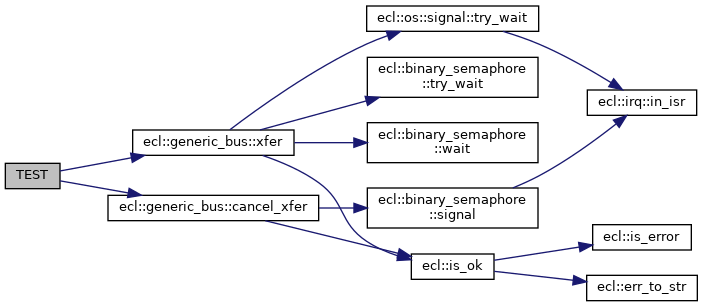 TEST
ecl::generic_bus::xfer
ecl::generic_bus::cancel_xfer
ecl::os::signal::try_wait
ecl::binary_semaphore
::try_wait
ecl::binary_semaphore
::wait
ecl::binary_semaphore
::signal
ecl::is_ok
ecl::irq::in_isr
ecl::is_error
ecl::err_to_str